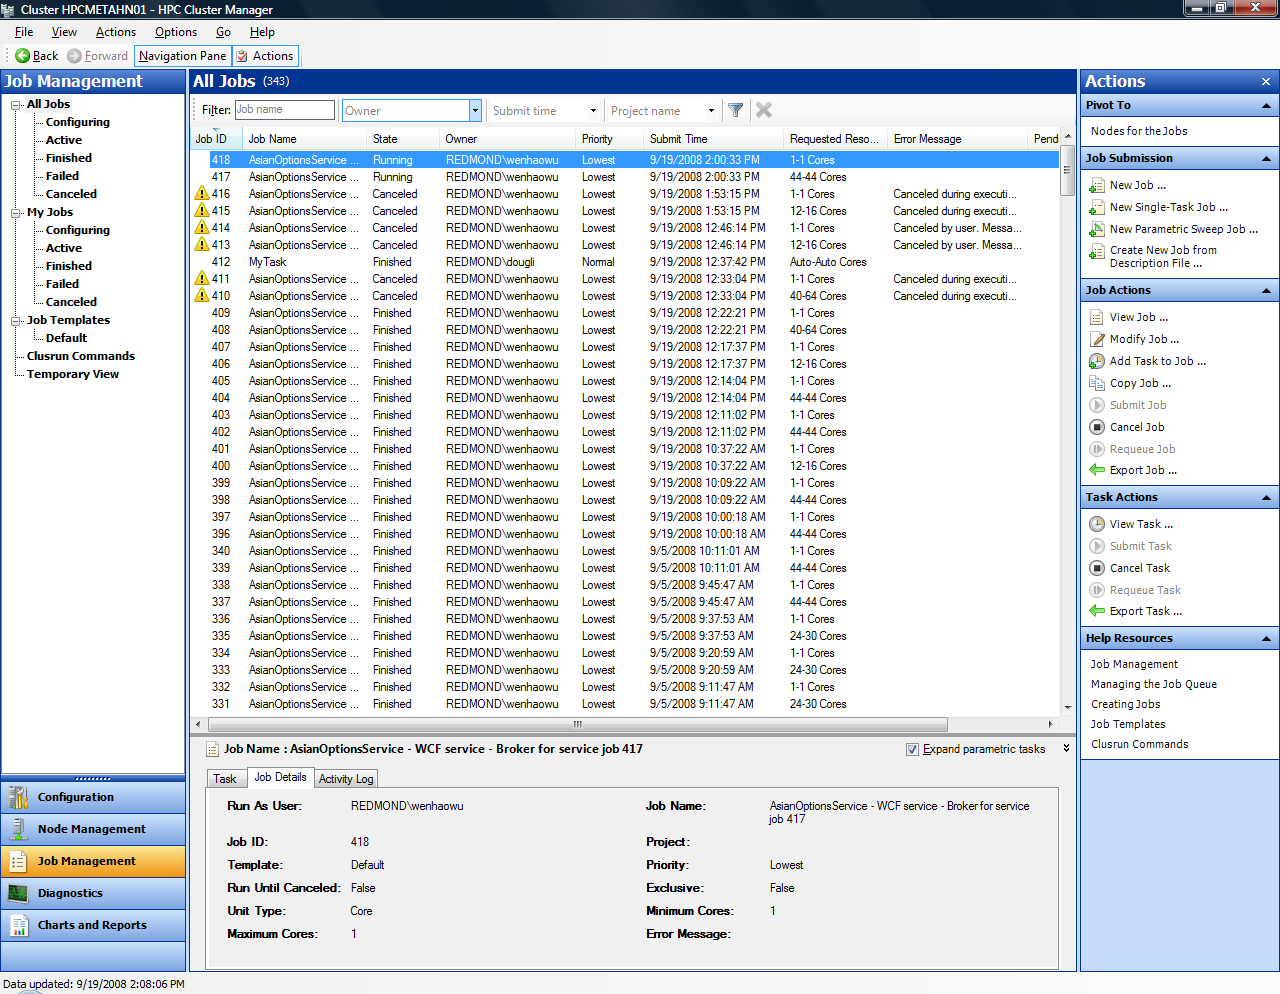 Cluster HPCMETAHN01 - HPC Cluster Manager
File View Actions Options Go Help
Back Forward Navigation Pane Actions
Job Management
All Jobs
Configuring
Active
Finished
Failed
Canceled
My Jobs
Configuring
Active
Finished
Failed
Canceled
Job Templates
Default
Clusrun Commands
Temporary View
Configuration
Node Management
Job Management
Diagnostics
Charts and Reports
All Jobs (343)
Filter: Job name Owner Submit time Project name
Job ID Job Name State Owner Priority Submit Time Requested Reso... Error Message Pend
418 AsianOptionsService ... Running REDMOND\wenhaowu Lowest 9/19/2008 2:00:33 PM 1-1 Cores
417 AsianOptionsService ... Running REDMOND\wenhaowu Lowest 9/19/2008 2:00:33 PM 44-44 Cores
416 AsianOptionsService ... Canceled REDMOND\wenhaowu Lowest 9/19/2008 1:53:15 PM 1-1 Cores Canceled during executi...
415 AsianOptionsService ... Canceled REDMOND\wenhaowu Lowest 9/19/2008 1:53:15 PM 12-16 Cores Canceled during executi...
414 AsianOptionsService ... Canceled REDMOND\wenhaowu Lowest 9/19/2008 12:46:14 PM 1-1 Cores Canceled by user. Messa...
413 AsianOptionsService ... Canceled REDMOND\wenhaowu Lowest 9/19/2008 12:46:14 PM 12-16 Cores Canceled by user. Messa...
412 MyTask Finished REDMOND\dougli Normal 9/19/2008 12:37:42 PM Auto-Auto Cores
411 AsianOptionsService ... Canceled REDMOND\wenhaowu Lowest 9/19/2008 12:33:04 PM 1-1 Cores Canceled during executi...
410 AsianOptionsService ... Canceled REDMOND\wenhaowu Lowest 9/19/2008 12:33:04 PM 40-64 Cores Canceled during executi...
409 AsianOptionsService ... Finished REDMOND\wenhaowu Lowest 9/19/2008 12:22:21 PM 1-1 Cores
408 AsianOptionsService ... Finished REDMOND\wenhaowu Lowest 9/19/2008 12:22:21 PM 40-64 Cores
407 AsianOptionsService ... Finished REDMOND\wenhaowu Lowest 9/19/2008 12:17:37 PM 1-1 Cores
406 AsianOptionsService ... Finished REDMOND\wenhaowu Lowest 9/19/2008 12:17:37 PM 12-16 Cores
405 AsianOptionsService ... Finished REDMOND\wenhaowu Lowest 9/19/2008 12:14:04 PM 1-1 Cores
404 AsianOptionsService ... Finished REDMOND\wenhaowu Lowest 9/19/2008 12:14:04 PM 44-44 Cores
403 AsianOptionsService ... Finished REDMOND\wenhaowu Lowest 9/19/2008 12:11:02 PM 1-1 Cores
402 AsianOptionsService ... Finished REDMOND\wenhaowu Lowest 9/19/2008 12:11:02 PM 44-44 Cores
401 AsianOptionsService ... Finished REDMOND\wenhaowu Lowest 9/19/2008 10:37:22 AM 1-1 Cores
400 AsianOptionsService ... Finished REDMOND\wenhaowu Lowest 9/19/2008 10:37:22 AM 12-16 Cores
399 AsianOptionsService ... Finished REDMOND\wenhaowu Lowest 9/19/2008 10:09:22 AM 1-1 Cores
398 AsianOptionsService ... Finished REDMOND\wenhaowu Lowest 9/19/2008 10:09:22 AM 44-44 Cores
397 AsianOptionsService ... Finished REDMOND\wenhaowu Lowest 9/19/2008 10:00:18 AM 1-1 Cores
396 AsianOptionsService ... Finished REDMOND\wenhaowu Lowest 9/19/2008 10:00:18 AM 44-44 Cores
340 AsianOptionsService ... Finished REDMOND\wenhaowu Lowest 9/5/2008 10:11:01 AM 1-1 Cores
339 AsianOptionsService ... Finished REDMOND\wenhaowu Lowest 9/5/2008 10:11:01 AM 44-44 Cores
338 AsianOptionsService ... Finished REDMOND\wenhaowu Lowest 9/5/2008 9:45:47 AM 1-1 Cores
337 AsianOptionsService ... Finished REDMOND\wenhaowu Lowest 9/5/2008 9:45:47 AM 44-44 Cores
336 AsianOptionsService ... Finished REDMOND\wenhaowu Lowest 9/5/2008 9:37:53 AM 1-1 Cores
335 AsianOptionsService ... Finished REDMOND\wenhaowu Lowest 9/5/2008 9:37:53 AM 24-30 Cores
334 AsianOptionsService ... Finished REDMOND\wenhaowu Lowest 9/5/2008 9:20:59 AM 1-1 Cores
333 AsianOptionsService ... Finished REDMOND\wenhaowu Lowest 9/5/2008 9:20:59 AM 24-30 Cores
332 AsianOptionsService ... Finished REDMOND\wenhaowu Lowest 9/5/2008 9:11:47 AM 1-1 Cores
331 AsianOptionsService ... Finished REDMOND\wenhaowu Lowest 9/5/2008 9:11:47 AM 24-30 Cores
Job Name : AsianOptionsService - WCF service - Broker for service job 417 Expand parametric tasks
Task Job Details Activity Log
Run As User: REDMOND\wenhaowu Job Name: AsianOptionsService - WCF service - Broker for service
job 417
Job ID: 418 Project:
Template: Default Priority: Lowest
Run Until Canceled: False Exclusive: False
Unit Type: Core Minimum Cores: 1
Maximum Cores: 1 Error Message:
Actions
Pivot To
Nodes for the Jobs
Job Submission
New Job ...
New Single-Task Job ...
New Parametric Sweep Job ...
Create New Job from
Description File ...
Job Actions
View Job ...
Modify Job ...
Add Task to Job ...
Copy Job ...
Submit Job
Cancel Job
Requeue Job
Export Job ...
Task Actions
View Task ...
Submit Task
Cancel Task
Requeue Task
Export Task ...
Help Resources
Job Management
Managing the Job Queue
Creating Jobs
Job Templates
Clusrun Commands
Data updated: 9/19/2008 2:08:06 PM